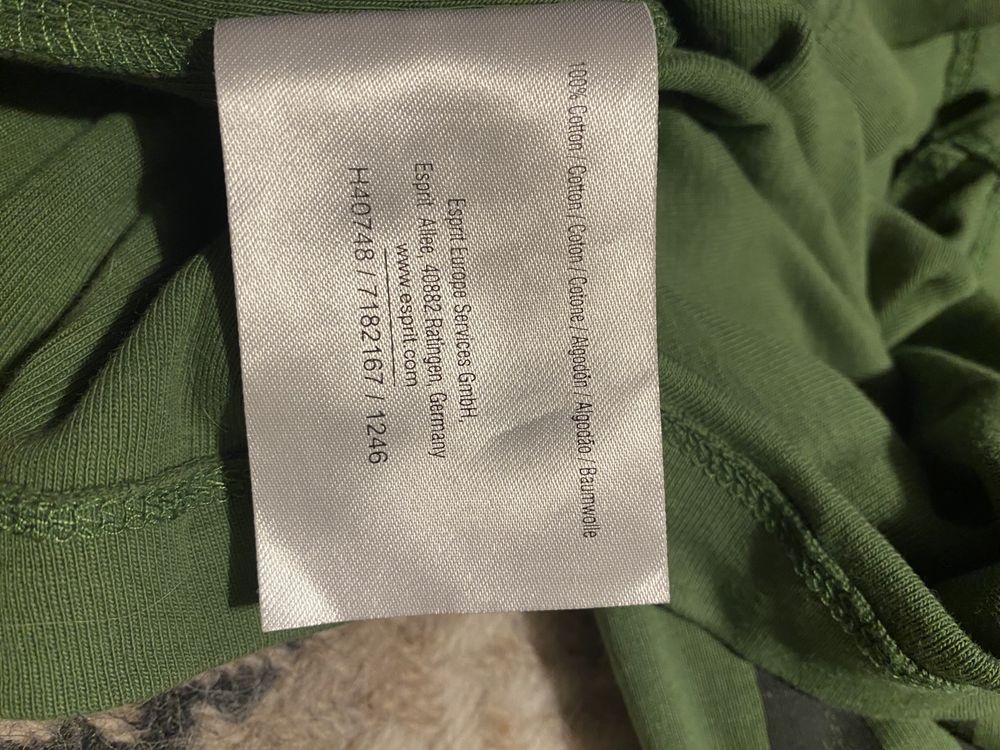 100% Cotton / Cotton / Coton / Cotone / Algodón / Algodão / Baumwolle
Esprit Europe Services GmbH,
Esprit Allee, 40882 Ratingen, Germany
www.esprit.com
H40748 / 7182167 / 1246